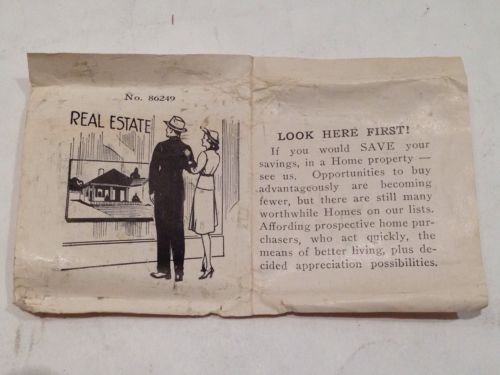 No. 86249
REAL ESTATE
LOOK HERE FIRST!
If you would SAVE your
savings, in a Home property —
see us. Opportunities to buy
advantageously are becoming
fewer, but there are still many
worthwhile Homes on our lists.
Affording prospective home pur-
chasers, who act quickly, the
means of better living, plus de-
cided appreciation possibilities.